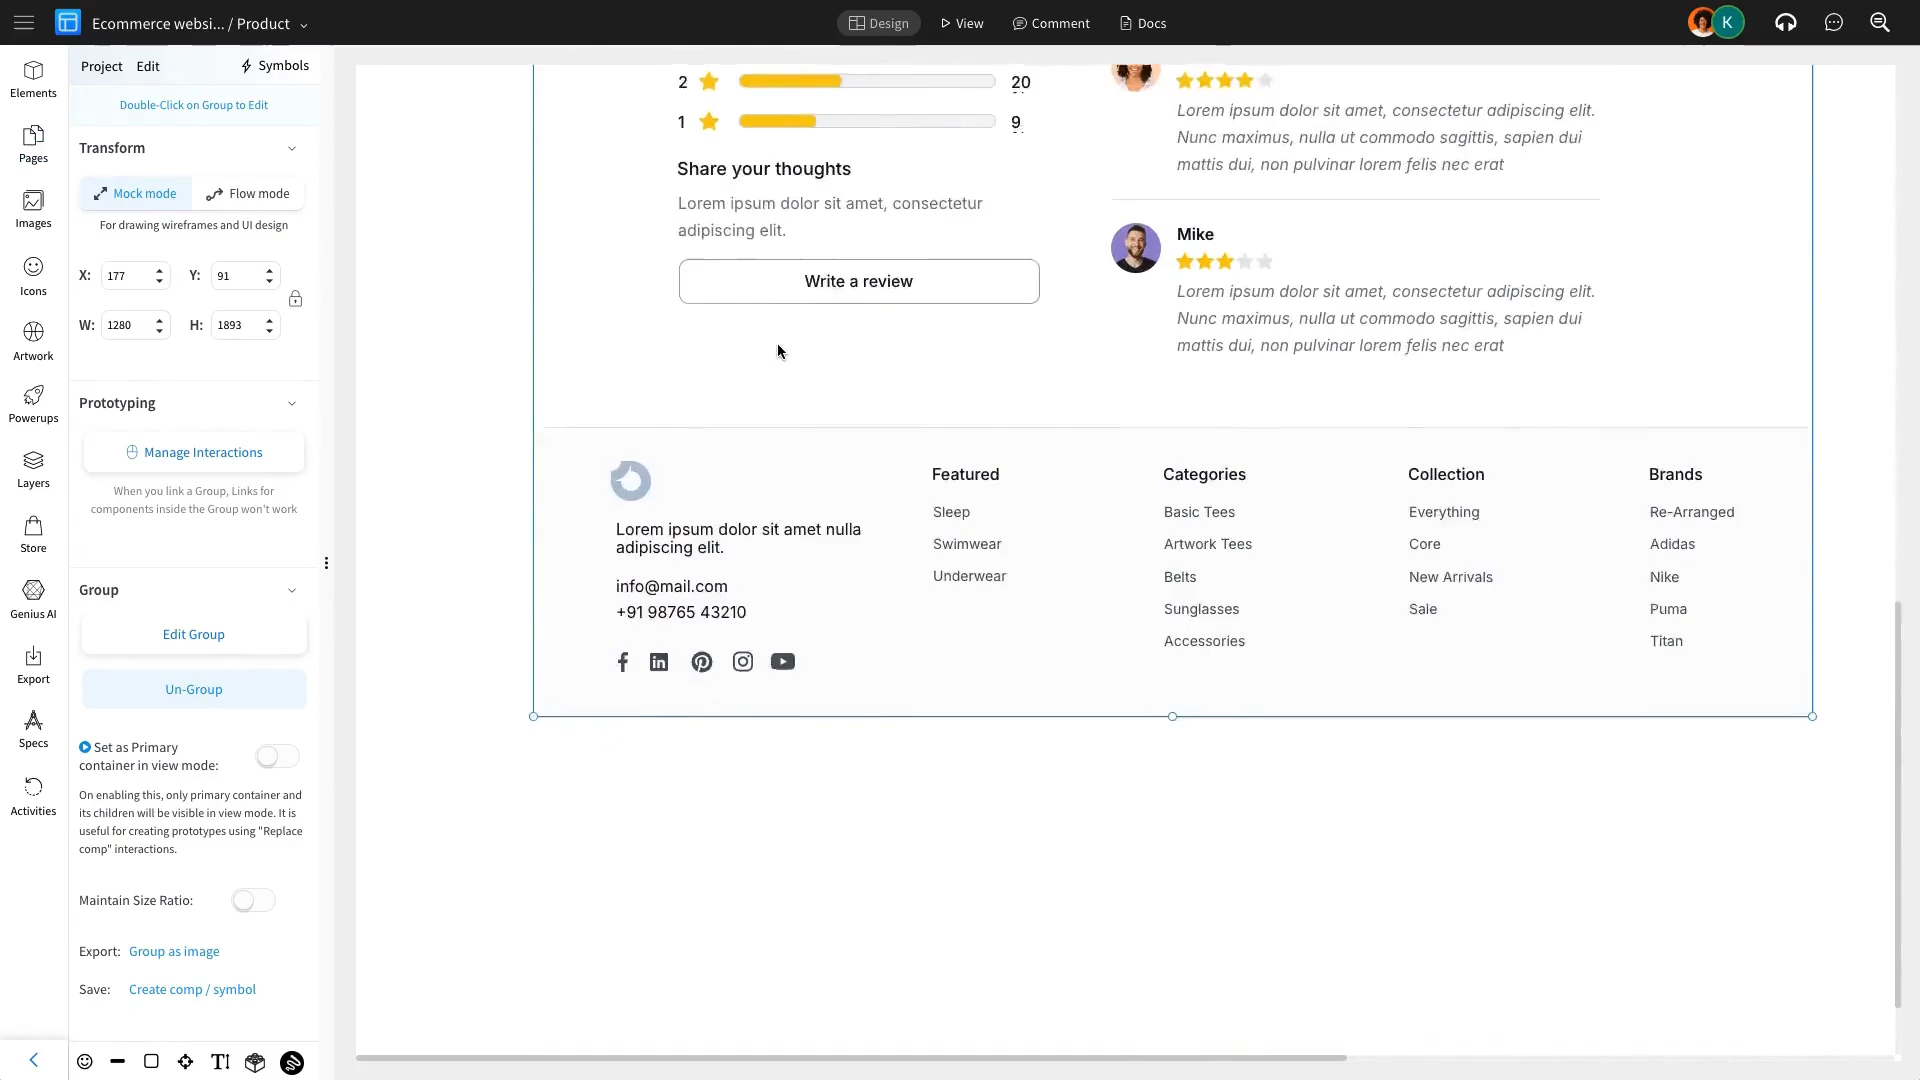 Ecommerce websi... / Product
Design
View
Comment
Docs
K
Elements
Pages
Images
Icons
Artwork
Powerups
Layers
Store
Genius AI
Export
Specs
Activities
Project
Edit
Symbols
Double-Click on Group to Edit
Transform
Mock mode
Flow mode
For drawing wireframes and UI design
X: 177
Y: 91
W: 1280
H: 1893
Prototyping
Manage Interactions
When you link a Group, Links for
components inside the Group won't work
Group
Edit Group
Un-Group
Set as Primary
container in view mode:
On enabling this, only primary container and
its children will be visible in view mode. It is
useful for creating prototypes using "Replace
comp" interactions.
Maintain Size Ratio:
Export: Group as image
Save: Create comp / symbol
2
20
1
9
Share your thoughts
Lorem ipsum dolor sit amet, consectetur
adipiscing elit.
Write a review
Lorem ipsum dolor sit amet, consectetur adipiscing elit.
Nunc maximus, nulla ut commodo sagittis, sapien dui
mattis dui, non pulvinar lorem felis nec erat
Mike
Lorem ipsum dolor sit amet, consectetur adipiscing elit.
Nunc maximus, nulla ut commodo sagittis, sapien dui
mattis dui, non pulvinar lorem felis nec erat
Lorem ipsum dolor sit amet nulla
adipiscing elit.
info@mail.com
+91 98765 43210
Featured
Sleep
Swimwear
Underwear
Categories
Basic Tees
Artwork Tees
Belts
Sunglasses
Accessories
Collection
Everything
Core
New Arrivals
Sale
Brands
Re-Arranged
Adidas
Nike
Puma
Titan